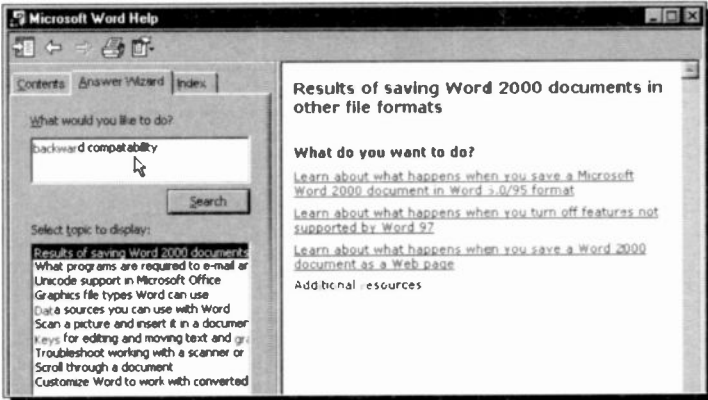 Microsoft Word Help
Contents Answer Wizard Index
What would you like to do?
backward compatability
Search
Select topic to display:
Results of saving Word 2000 documents
What programs are required to e-mail ar
Unicode support in Microsoft Office
Graphics file types Word can use
Data sources you can use with Word
Scan a picture and insert it in a documer
Keys for editing and moving text and gra
Troubleshoot working with a scanner or
Scroll through a document
Customize Word to work with converted
Results of saving Word 2000 documents in
other file formats
What do you want to do?
Learn about what happens when you save a Microsoft
Word 2000 document in Word 6.0/95 format
Learn about what happens when you turn off features not
supported by Word 97
Learn about what happens when you save a Word 2000
document as a Web page
Additional resources